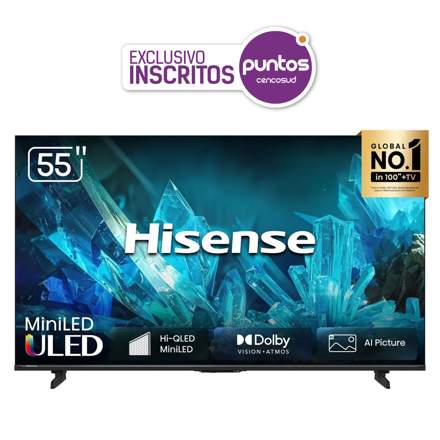 EXCLUSIVO
INSCRITOS
puntos
cencosud
55"
GLOBAL
NO.1
in 100"+TV
Hisense
MiniLED
ULED
Hi-QLED
MiniLED
Dolby
VISION•ATMOS
AI Picture